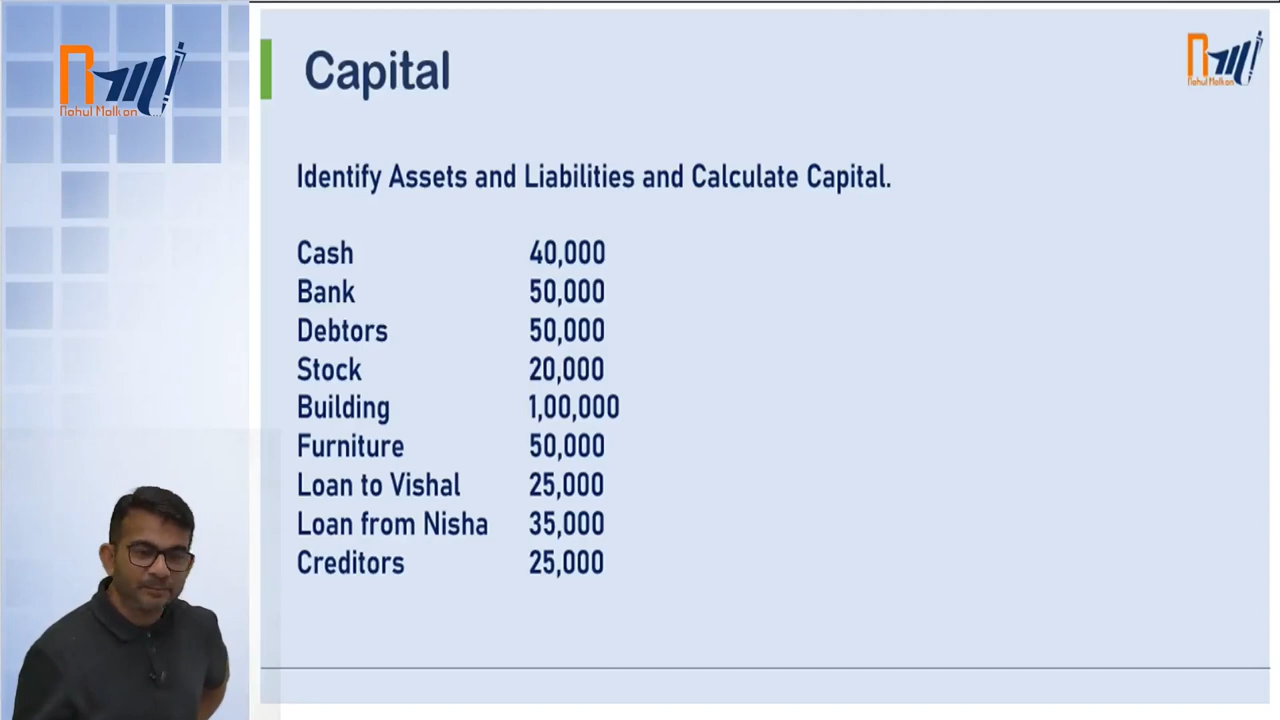 Capital
Identify Assets and Liabilities and Calculate Capital.
Cash 40,000
Bank 50,000
Debtors 50,000
Stock 20,000
Building 1,00,000
Furniture 50,000
Loan to Vishal 25,000
Loan from Nisha 35,000
Creditors 25,000